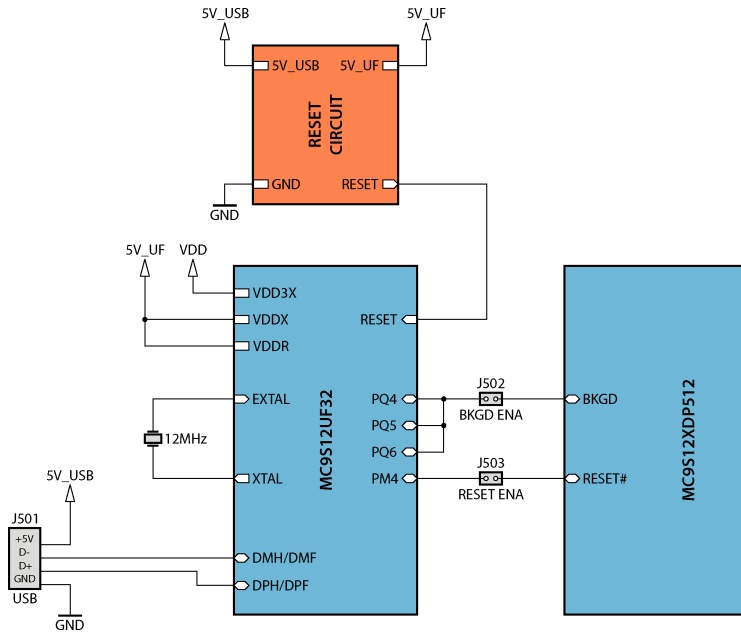 5V_USB
5V_UF
5V_USB
5V_UF
RESET
CIRCUIT
GND
RESET
GND
5V_UF
VDD
VDD3X
VDDX
RESET
VDDR
EXTAL
PQ4
J502
BKGD
BKGD ENA
PQ5
12MHz
MC9S12UF32
MC9S12XDP512
PQ6
J503
XTAL
PM4
RESET#
RESET ENA
5V_USB
J501
+5V
D-
D+
GND
USB
DMH/DMF
DPH/DPF
GND